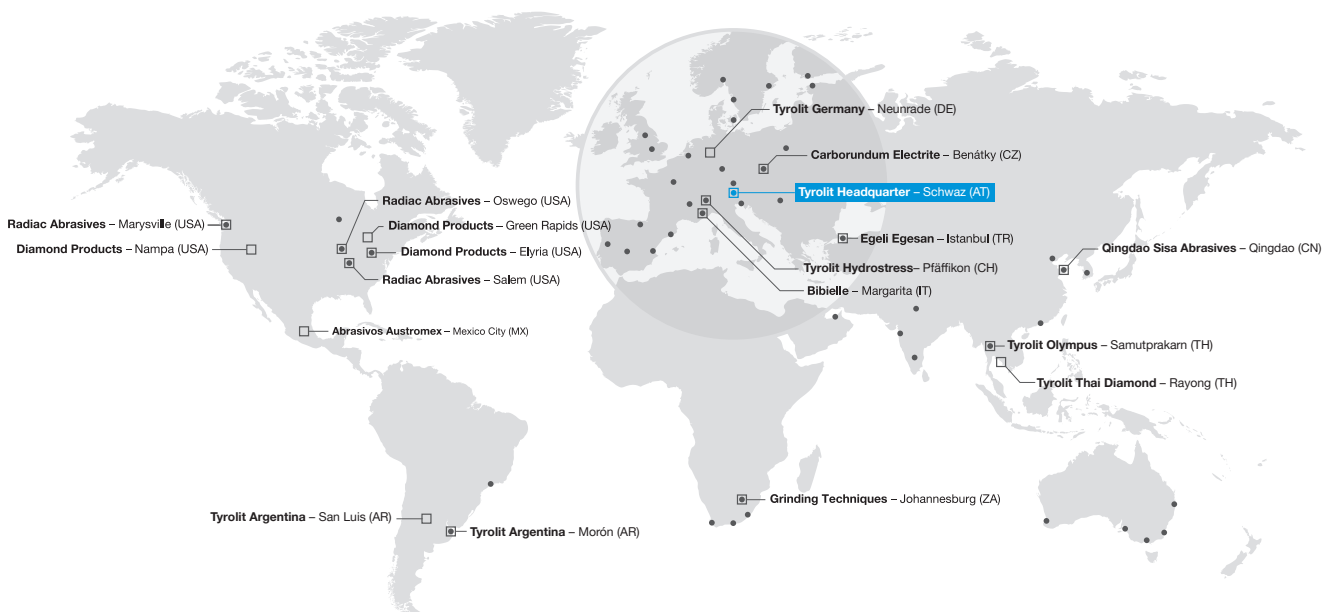 Tyrolit Germany – Neunrade (DE)
Carborundum Electrite – Benátky (CZ)
Tyrolit Headquarter – Schwaz (AT)
Radiac Abrasives – Oswego (USA)
Radiac Abrasives – Marysville (USA)
Diamond Products – Green Rapids (USA)
Diamond Products – Nampa (USA)
Diamond Products – Elyria (USA)
Egeli Egesan – Istanbul (TR)
Qingdao Sisa Abrasives – Qingdao (CN)
Tyrolit Hydrostress– Pfäffikon (CH)
Radiac Abrasives – Salem (USA)
Bibielle – Margarita (IT)
Abrasivos Austromex – Mexico City (MX)
Tyrolit Olympus – Samutprakarn (TH)
Tyrolit Thai Diamond – Rayong (TH)
Grinding Techniques – Johannesburg (ZA)
Tyrolit Argentina – San Luis (AR)
Tyrolit Argentina – Morón (AR)